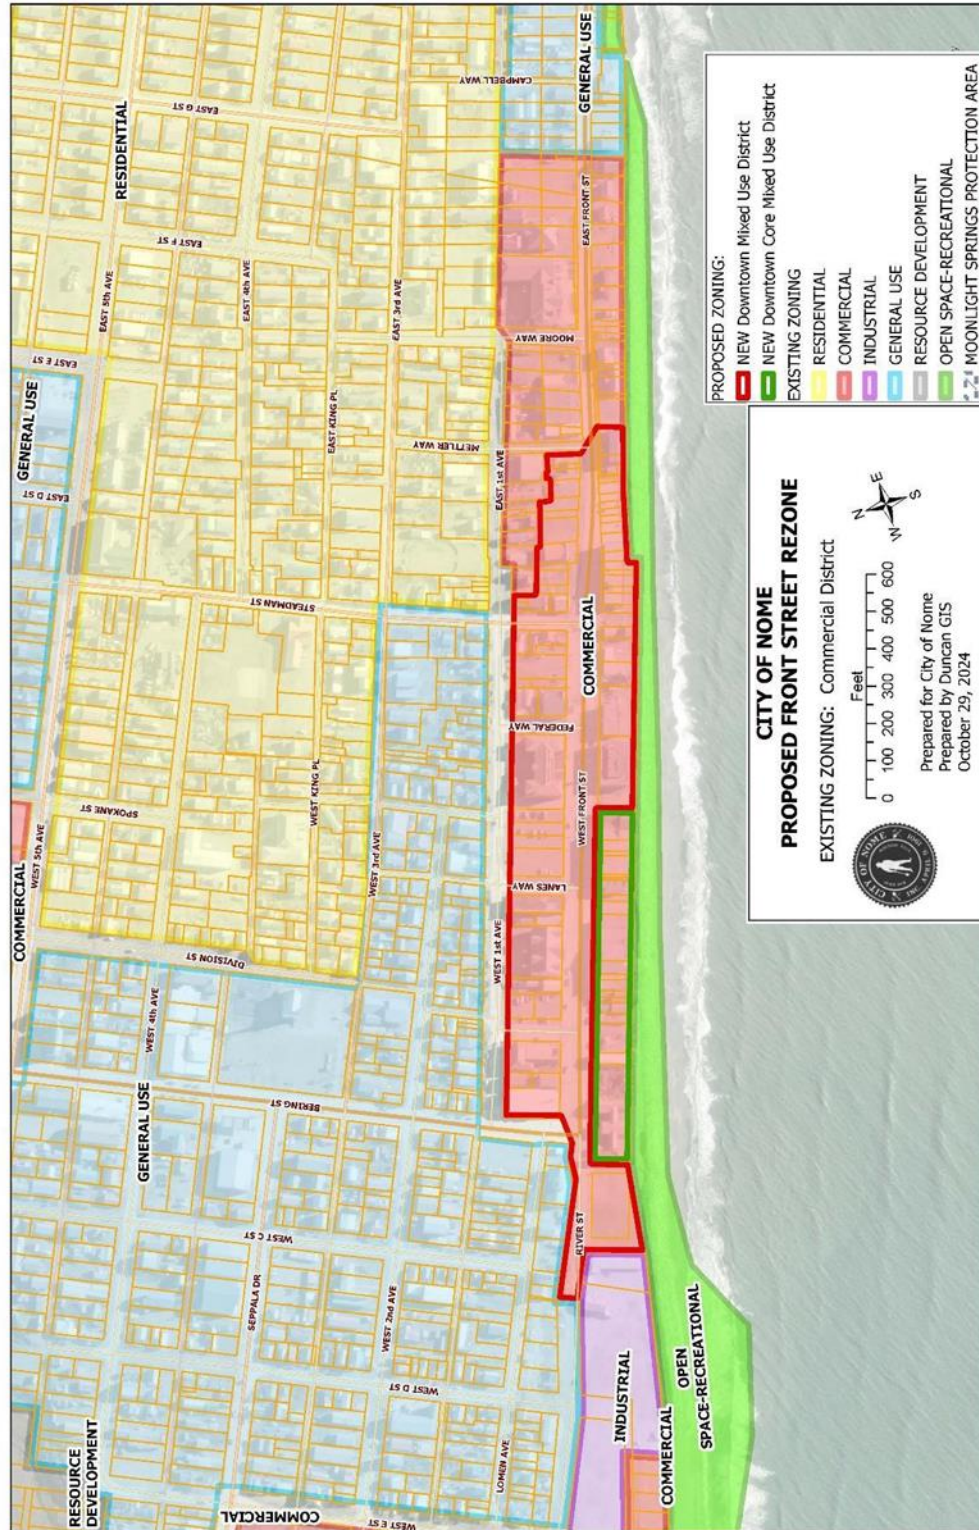 CAMPBELL WAY
GENERAL USE
EAST G ST
RESIDENTIAL
EAST F ST
EAST FRONT ST
EAST 5th AVE
EAST 4th AVE
EAST 3rd AVE
MOORE WAY
EAST E ST
GENERAL USE
EAST D ST
EAST KING PL
METTLER WAY
EAST 1st AVE
STEADMAN ST
COMMERCIAL
FEDERAL WAY
SPOKANE ST
WEST KING PL
WEST FRONT ST
WEST 5th AVE
WEST 3rd AVE
LANES WAY
COMMERCIAL
DIVISION ST
WEST 1st AVE
WEST 4th AVE
GENERAL USE
BERING ST
WEST C ST
RIVER ST
SEPPALA DR
WEST 2nd AVE
WEST D ST
INDUSTRIAL
OPEN
SPACE-RECREATIONAL
RESOURCE
DEVELOPMENT
LOMEN AVE
COMMERCIAL
COMMERCIAL
WEST E ST
PROPOSED ZONING:
NEW Downtown Mixed Use District
NEW Downtown Core Mixed Use District
EXISTING ZONING
RESIDENTIAL
COMMERCIAL
INDUSTRIAL
GENERAL USE
RESOURCE DEVELOPMENT
OPEN SPACE-RECREATIONAL
MOONLIGHT SPRINGS PROTECTION AREA
CITY OF NOME
PROPOSED FRONT STREET REZONE
EXISTING ZONING: Commercial District
Feet
0 100 200 300 400 500 600
N
E
S
W
CITY OF NOME
Prepared for City of Nome
Prepared by Duncan GIS
October 29, 2024